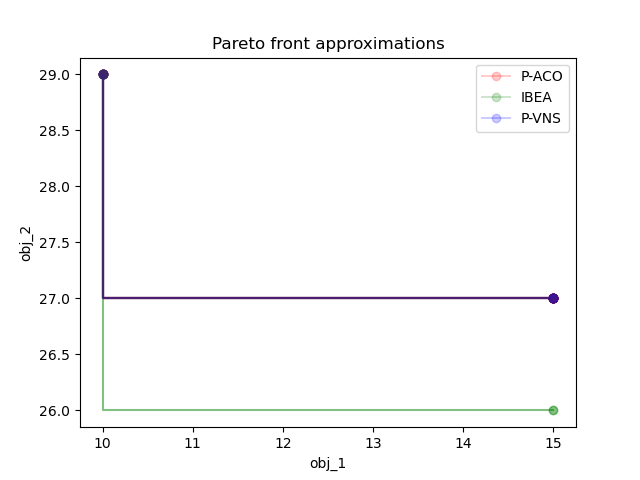 Pareto front approximations
P-ACO
IBEA
P-VNS
29.0
28.5
28.0
27.5
27.0
26.5
26.0
obj_2
10 11 12 13 14 15
obj_1